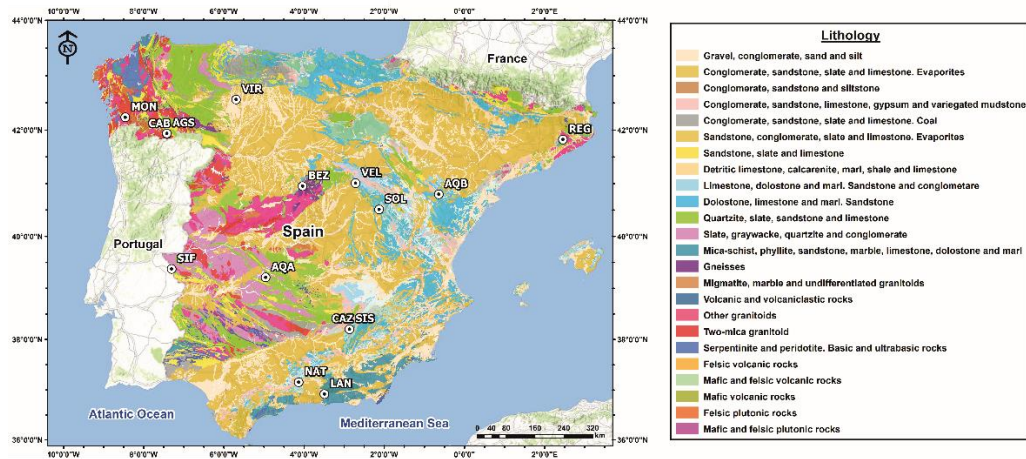 10°0'0"W 8°0'0"W 6°0'0"W 4°0'0"W 2°0'0"W 0°0'0" 2°0'0"E
44°0'0"N 44°0'0"N
N
France
VIR
MON
CAB AGS
42°0'0"N 42°0'0"N
REG
BEZ
VEL
AQB
SOL
Spain
Portugal
40°0'0"N 40°0'0"N
SIF
AQA
CAZ SIS
38°0'0"N 38°0'0"N
NAT
LAN
Atlantic Ocean
Mediterranean Sea
0 40 80 160 240 320
km
36°0'0"N 36°0'0"N
10°0'0"W 8°0'0"W 6°0'0"W 4°0'0"W 2°0'0"W 0°0'0" 2°0'0"E
Lithology
Gravel, conglomerate, sand and silt
Conglomerate, sandstone, slate and limestone. Evaporites
Conglomerate, sandstone and siltstone
Conglomerate, sandstone, limestone, gypsum and variegated mudstone
Conglomerate, sandstone, slate and limestone. Coal
Sandstone, conglomerate, slate and limestone. Evaporites
Sandstone, slate and limestone
Detritic limestone, calcarenite, marl, shale and limestone
Limestone, dolostone and marl. Sandstone and conglometare
Dolostone, limestone and marl. Sandstone
Quartzite, slate, sandstone and limestone
Slate, graywacke, quartzite and conglomerate
Mica-schist, phyllite, sandstone, marble, limestone, dolostone and marl
Gneisses
Migmatite, marble and undifferentiated granitoids
Volcanic and volcaniclastic rocks
Other granitoids
Two-mica granitoid
Serpentinite and peridotite. Basic and ultrabasic rocks
Felsic volcanic rocks
Mafic and felsic volcanic rocks
Mafic volcanic rocks
Felsic plutonic rocks
Mafic and felsic plutonic rocks